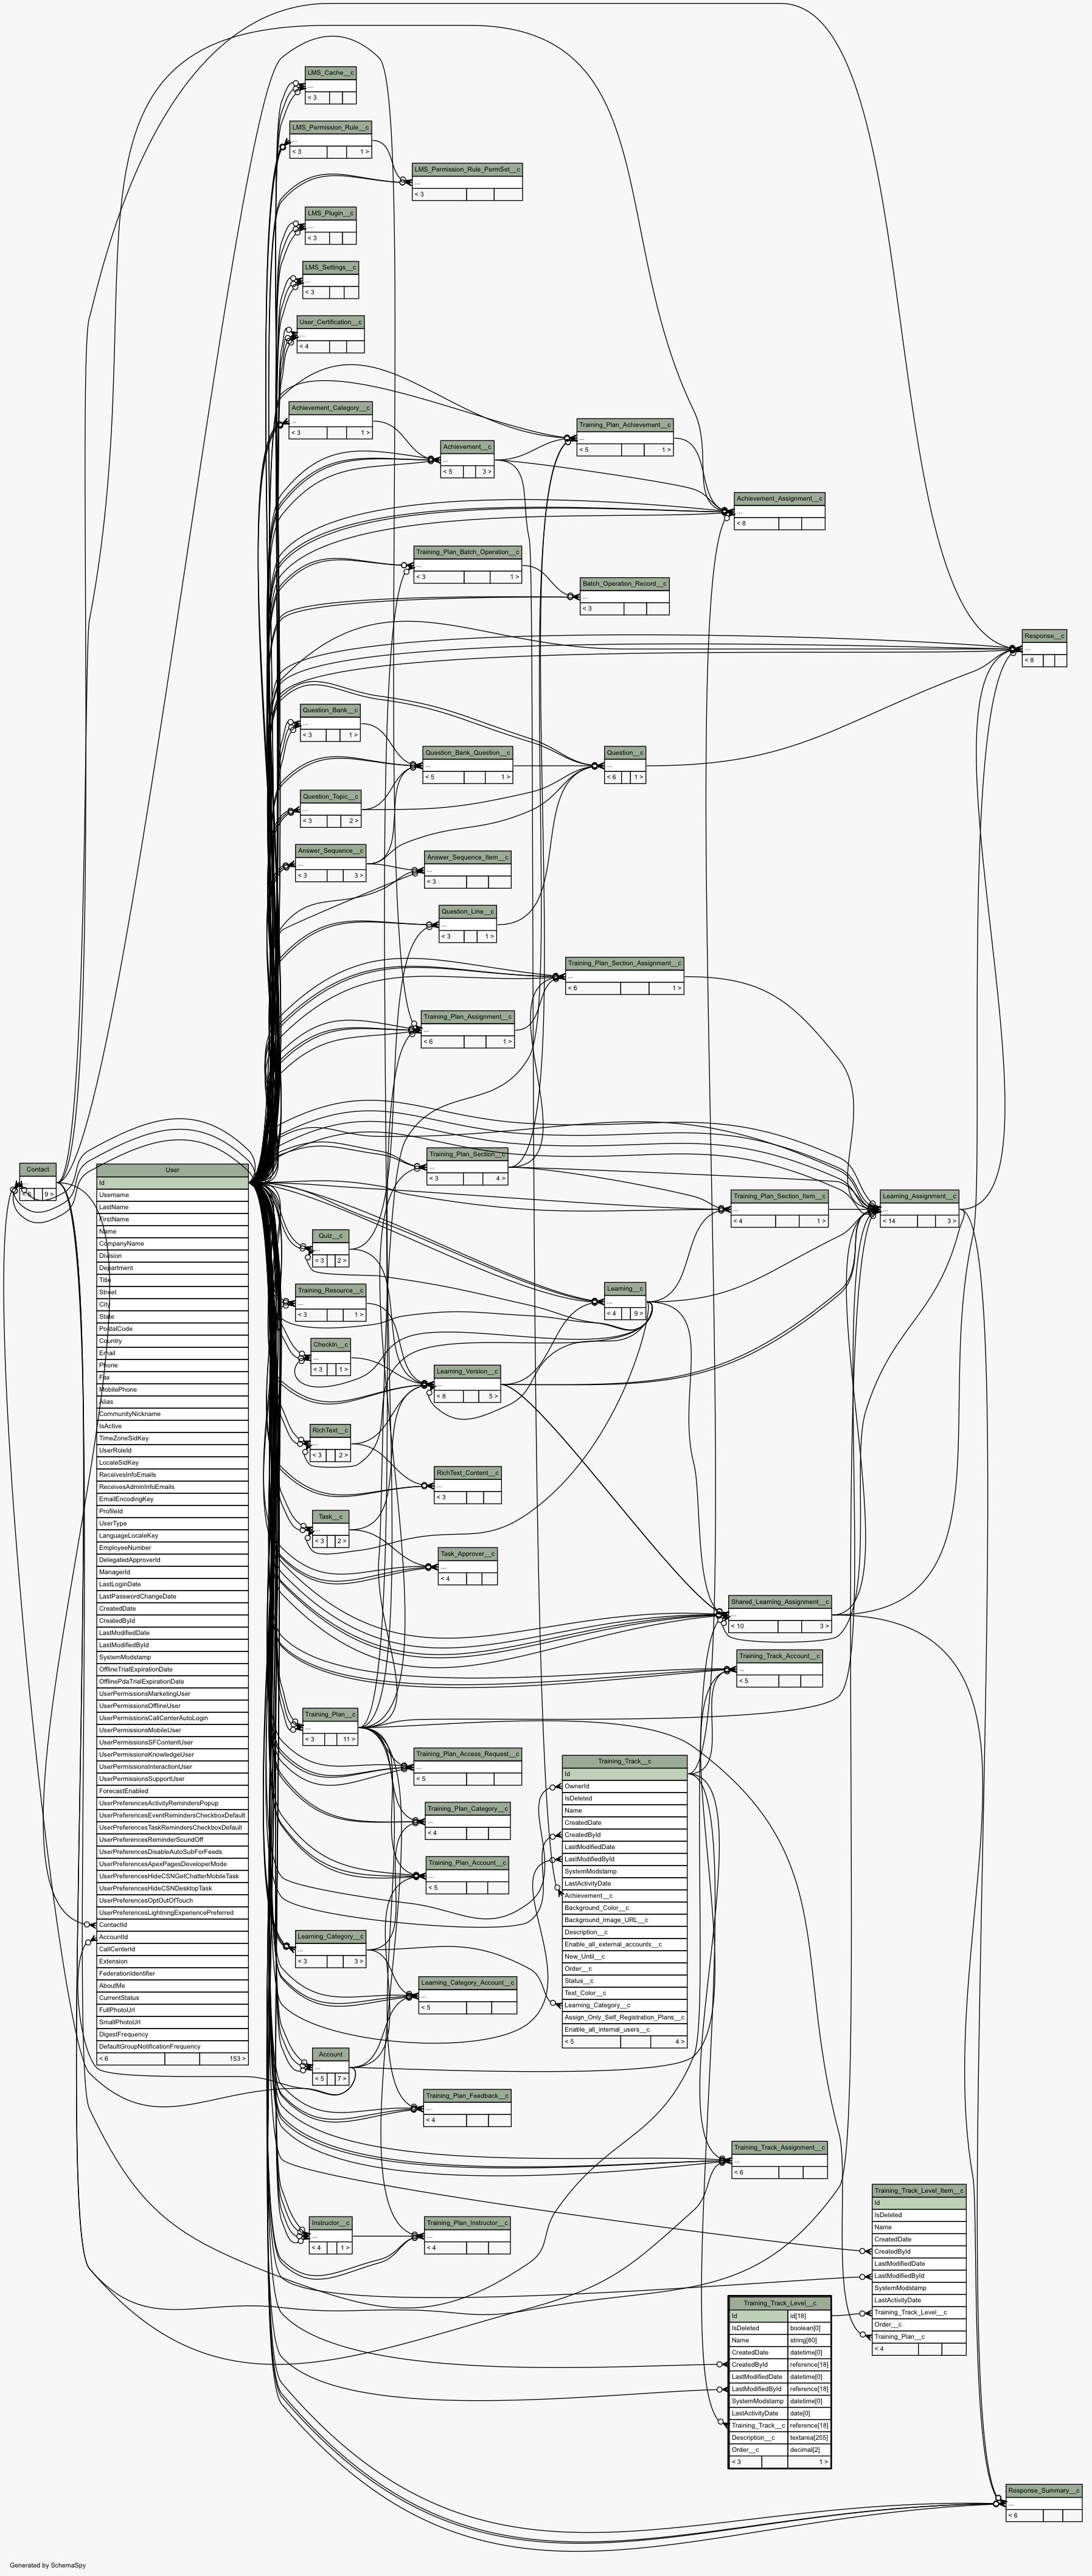 LMS_Cache__c
...
< 3
LMS_Permission_Rule__c
...
< 3 1 >
LMS_Permission_Rule_PermSet__c
...
< 3
LMS_Plugin__c
...
< 3
LMS_Settings__c
...
< 3
User_Certification__c
...
< 4
Achievement_Category__c
...
< 3 1 >
Training_Plan_Achievement__c
...
< 5 1 >
Achievement__c
...
< 5 3 >
Achievement_Assignment__c
...
< 8
Training_Plan_Batch_Operation__c
...
< 3 1 >
Batch_Operation_Record__c
...
< 3
Response__c
...
< 8
Question_Bank__c
...
< 3 1 >
Question_Bank_Question__c
...
< 5 1 >
Question__c
...
< 6 1 >
Question_Topic__c
...
< 3 2 >
Answer_Sequence__c
...
< 3 3 >
Answer_Sequence_Item__c
...
< 3
Question_Line__c
...
< 3 1 >
Training_Plan_Section_Assignment__c
...
< 6 1 >
Training_Plan_Assignment__c
...
< 6 1 >
Training_Plan_Section__c
...
< 3 4 >
Contact
...
< 6 9 >
User
Id
Username
LastName
FirstName
Name
CompanyName
Division
Department
Title
Street
City
State
PostalCode
Country
Email
Phone
Fax
MobilePhone
Alias
CommunityNickname
IsActive
TimeZoneSidKey
UserRoleId
LocaleSidKey
ReceivesInfoEmails
ReceivesAdminInfoEmails
EmailEncodingKey
ProfileId
UserType
LanguageLocaleKey
EmployeeNumber
DelegatedApproverId
ManagerId
LastLoginDate
LastPasswordChangeDate
CreatedDate
CreatedById
LastModifiedDate
LastModifiedById
SystemModstamp
OfflineTrialExpirationDate
OfflinePdaTrialExpirationDate
UserPermissionsMarketingUser
UserPermissionsOfflineUser
UserPermissionsCallCenterAutoLogin
UserPermissionsMobileUser
UserPermissionsSFContentUser
UserPermissionsKnowledgeUser
UserPermissionsInteractionUser
UserPermissionsSupportUser
ForecastEnabled
UserPreferencesActivityRemindersPopup
UserPreferencesEventRemindersCheckboxDefault
UserPreferencesTaskRemindersCheckboxDefault
UserPreferencesReminderSoundOff
UserPreferencesDisableAutoSubForFeeds
UserPreferencesApexPagesDeveloperMode
UserPreferencesHideCSNGetChatterMobileTask
UserPreferencesHideCSNDesktopTask
UserPreferencesOptOutOfTouch
UserPreferencesLightningExperiencePreferred
ContactId
AccountId
CallCenterId
Extension
FederationIdentifier
AboutMe
CurrentStatus
FullPhotoUrl
SmallPhotoUrl
DigestFrequency
DefaultGroupNotificationFrequency
< 6 153 >
Training_Plan_Section_Item__c
...
< 4 1 >
Learning_Assignment__c
...
< 14 3 >
Quiz__c
...
< 3 2 >
Training_Resource__c
...
< 3 1 >
Learning__c
...
< 4 9 >
CheckIn__c
...
< 3 1 >
Learning_Version__c
...
< 8 5 >
RichText__c
...
< 3 2 >
RichText_Content__c
...
< 3
Task__c
...
< 3 2 >
Task_Approver__c
...
< 4
Shared_Learning_Assignment__c
...
< 10 3 >
Training_Track_Account__c
...
< 5
Training_Plan__c
...
< 3 11 >
Training_Plan_Access_Request__c
...
< 5
Training_Plan_Category__c
...
< 4
Training_Plan_Account__c
...
< 5
Training_Track__c
Id
OwnerId
IsDeleted
Name
CreatedDate
CreatedById
LastModifiedDate
LastModifiedById
SystemModstamp
LastActivityDate
Achievement__c
Background_Color__c
Background_Image_URL__c
Description__c
Enable_all_external_accounts__c
New_Until__c
Order__c
Status__c
Text_Color__c
Learning_Category__c
Assign_Only_Self_Registration_Plans__c
Enable_all_internal_users__c
< 5 4 >
Learning_Category__c
...
< 3 3 >
Learning_Category_Account__c
...
< 5
Account
...
< 5 7 >
Training_Plan_Feedback__c
...
< 4
Training_Track_Assignment__c
...
< 6
Instructor__c
...
< 4 1 >
Training_Plan_Instructor__c
...
< 4
Training_Track_Level_Item__c
Id
IsDeleted
Name
CreatedDate
CreatedById
LastModifiedDate
LastModifiedById
SystemModstamp
LastActivityDate
Training_Track_Level__c
Order__c
Training_Plan__c
< 4
Training_Track_Level__c
Id id[18]
IsDeleted boolean[0]
Name string[80]
CreatedDate datetime[0]
CreatedById reference[18]
LastModifiedDate datetime[0]
LastModifiedById reference[18]
SystemModstamp datetime[0]
LastActivityDate date[0]
Training_Track__c reference[18]
Description__c textarea[255]
Order__c decimal[2]
< 3 1 >
Response_Summary__c
...
< 6
Generated by SchemaSpy